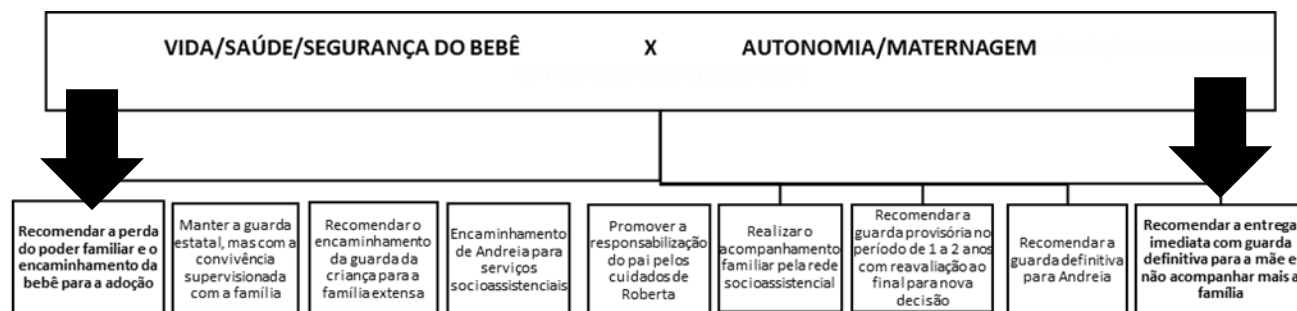 VIDA/SAÚDE/SEGURANÇA DO BEBÊ X AUTONOMIA/MATERNAGEM
Recomendar a perda
do poder familiar e o
encaminhamento da
bebê para a adoção
Manter a guarda
estatal, mas com a
convivência
supervisionada
com a família
Recomendar o
encaminhamento
da guarda da
criança para a
família extensa
Encaminhamento
de Andreia para
serviços
socioassistenciais
Promover a
responsabilização
do pai pelos
cuidados de
Roberta
Realizar o
acompanhamento
familiar pela rede
socioassistencial
Recomendar a
guarda provisória no
período de 1 a 2 anos
com reavaliação ao
final para nova
decisão
Recomendar a
guarda definitiva
para Andreia
Recomendar a entrega
imediata com guarda
definitiva para a mãe e
não acompanhar mais a
família